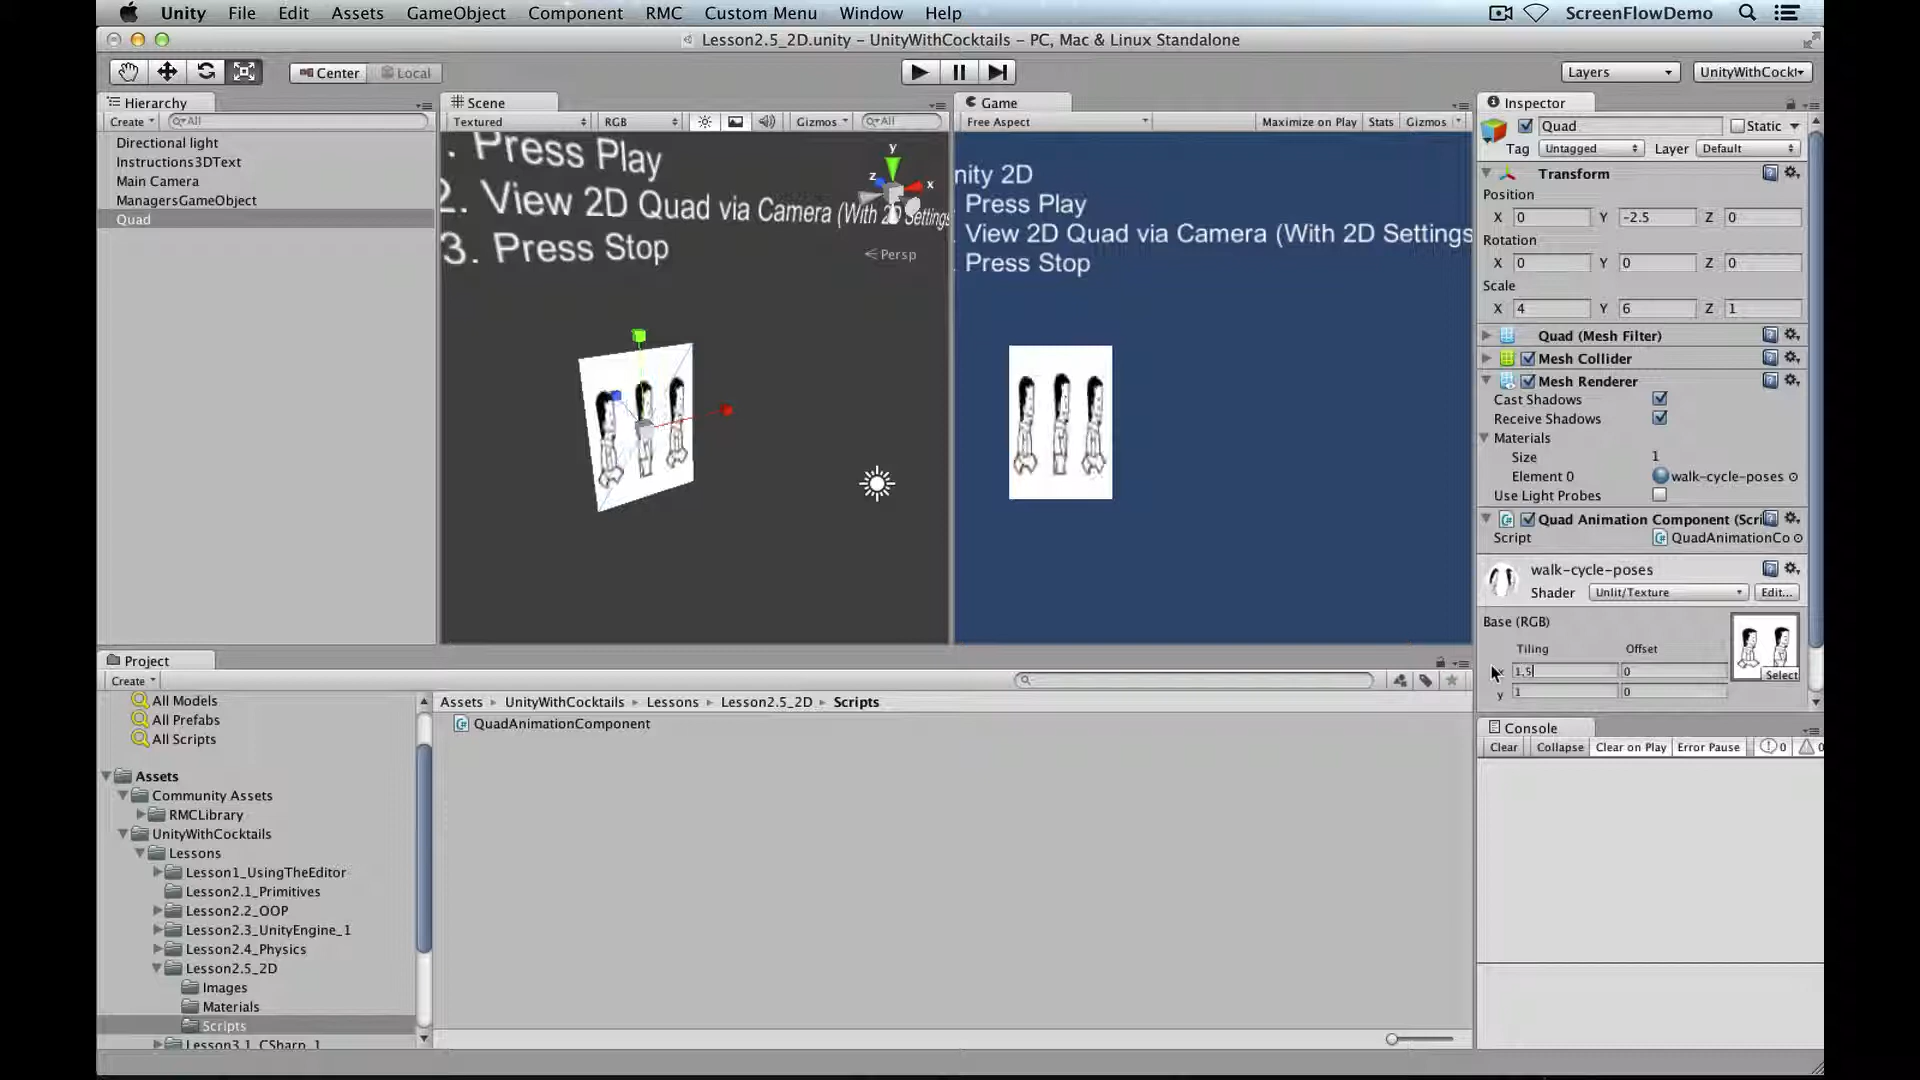 Unity File Edit Assets GameObject Component RMC Custom Menu Window Help ScreenFlowDemo
Lesson2.5_2D.unity – UnityWithCocktails – PC, Mac & Linux Standalone
Center Local Layers UnityWithCockt
Hierarchy
Create All
Directional light
Instructions3DText
Main Camera
ManagersGameObject
Quad
Scene
Textured RGB Gizmos All
. Press Play
2. View 2D Quad via Camera (With 2D Settings
3. Press Stop
y
z
x
Persp
Game
Free Aspect Maximize on Play Stats Gizmos
nity 2D
Press Play
View 2D Quad via Camera (With 2D Settings
Press Stop
Inspector
Quad Static
Tag Untagged Layer Default
Transform
Position
X 0 Y -2.5 Z 0
Rotation
X 0 Y 0 Z 0
Scale
X 4 Y 6 Z 1
Quad (Mesh Filter)
Mesh Collider
Mesh Renderer
Cast Shadows
Receive Shadows
Materials
Size 1
Element 0 walk-cycle-poses
Use Light Probes
Quad Animation Component (Scri
Script QuadAnimationCo
walk-cycle-poses
Shader Unlit/Texture Edit...
Base (RGB)
Tiling Offset
x 1.5 0
y 1 0
Select
Project
Create
All Models
All Prefabs
All Scripts
Assets
Community Assets
RMCLibrary
UnityWithCocktails
Lessons
Lesson1_UsingTheEditor
Lesson2.1_Primitives
Lesson2.2_OOP
Lesson2.3_UnityEngine_1
Lesson2.4_Physics
Lesson2.5_2D
Images
Materials
Scripts
Lesson3.1_CSharp_1
Assets UnityWithCocktails Lessons Lesson2.5_2D Scripts
QuadAnimationComponent
Console
Clear Collapse Clear on Play Error Pause 0 0